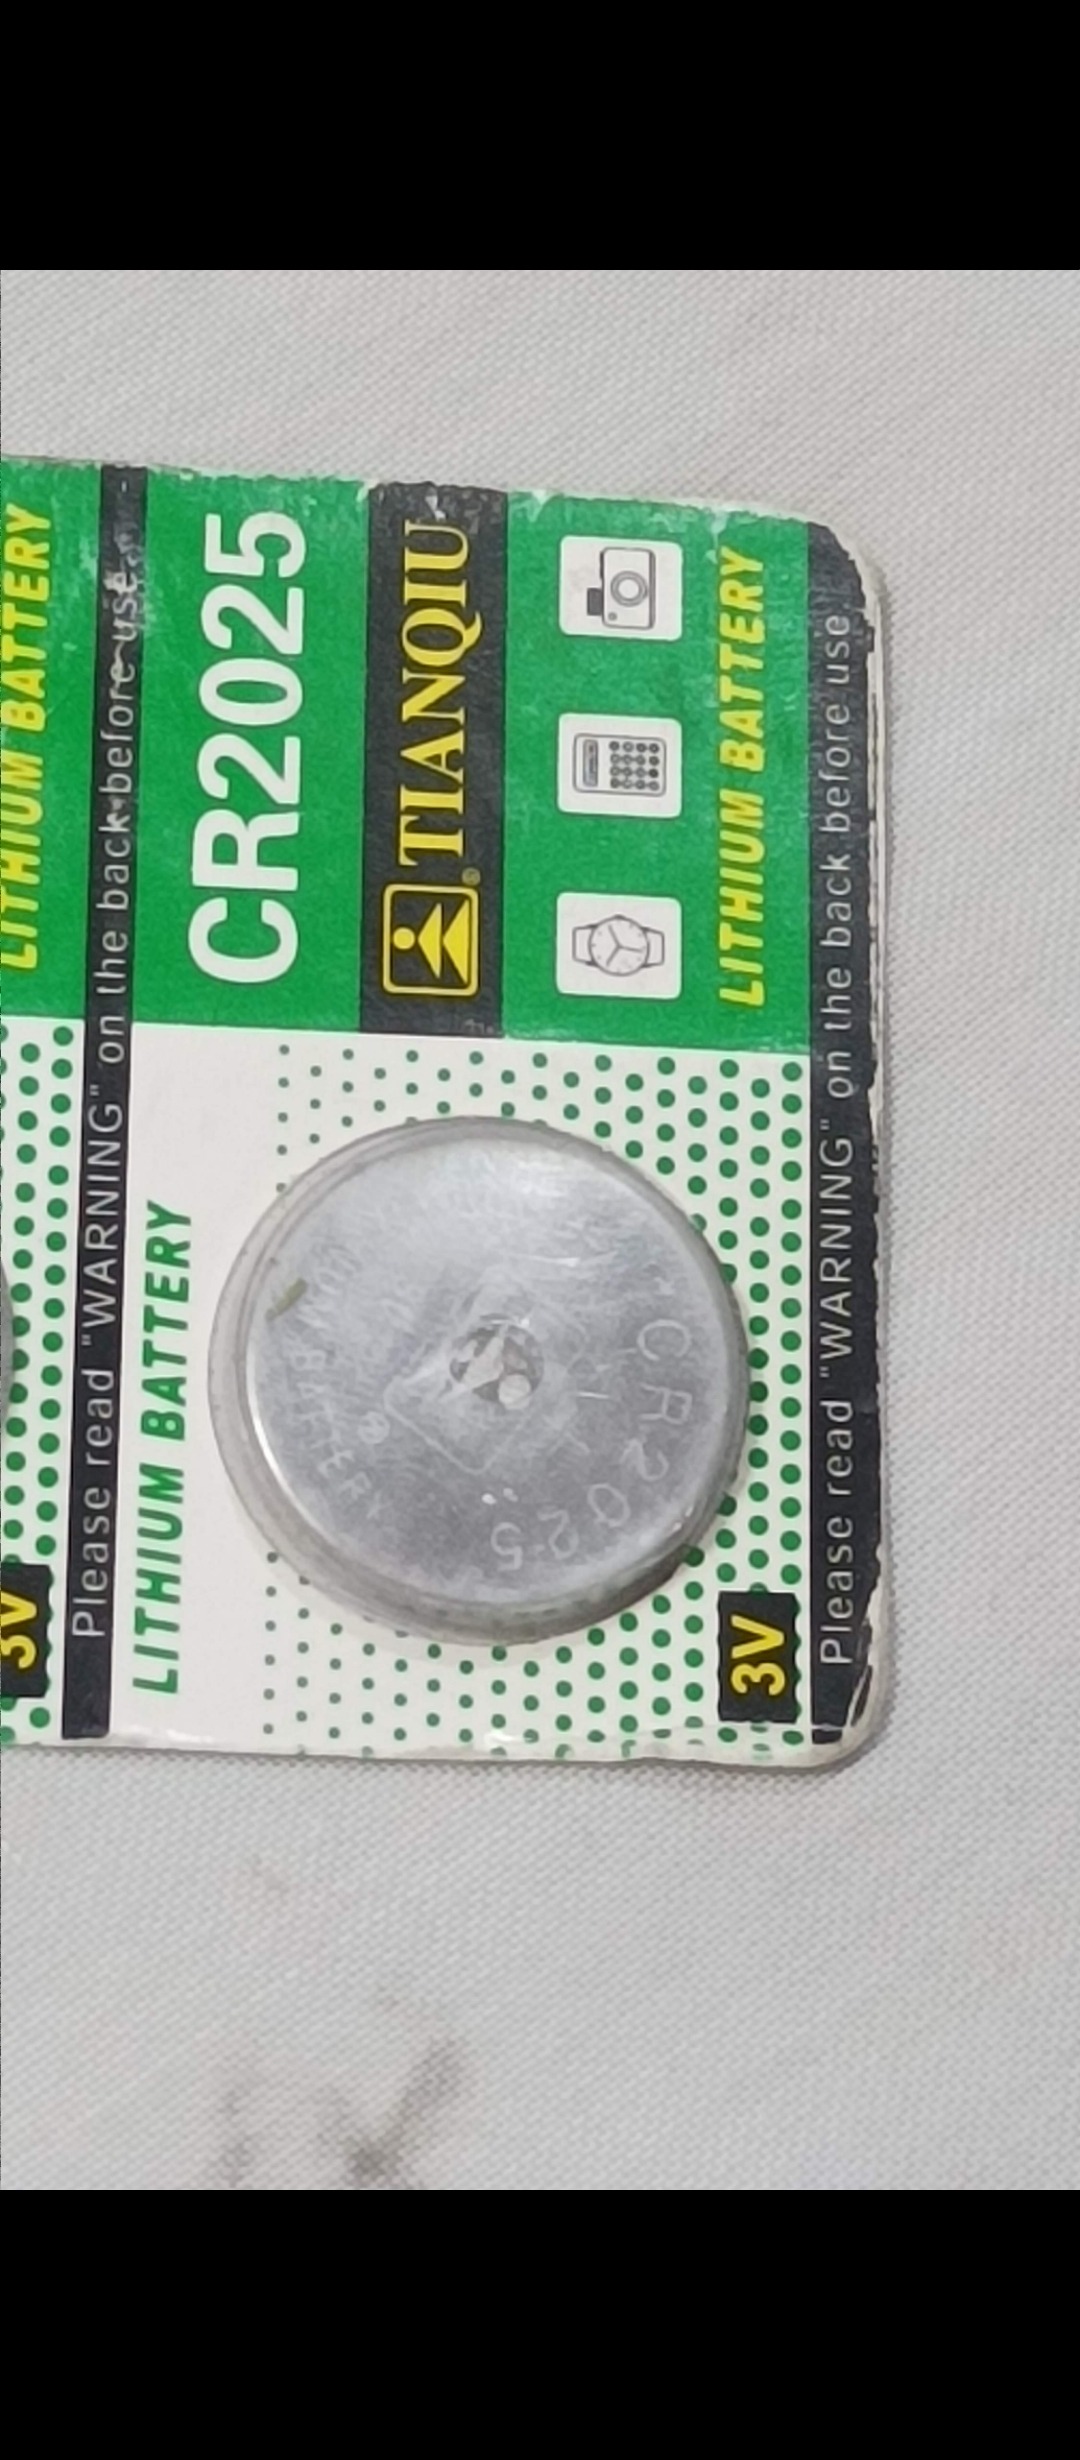 LITHIUM BATTERY
3V
Please read "WARNING" on the back before use.
LITHIUM BATTERY
CR2025
TIANQIU
®
BATTERY
CR2025
LITHIUM BATTERY
3V
Please read "WARNING" on the back before use.